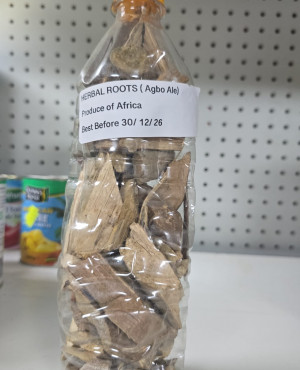 HERBAL ROOTS ( Agbo Ale)
Produce of Africa
Best Before 30/ 12/ 26